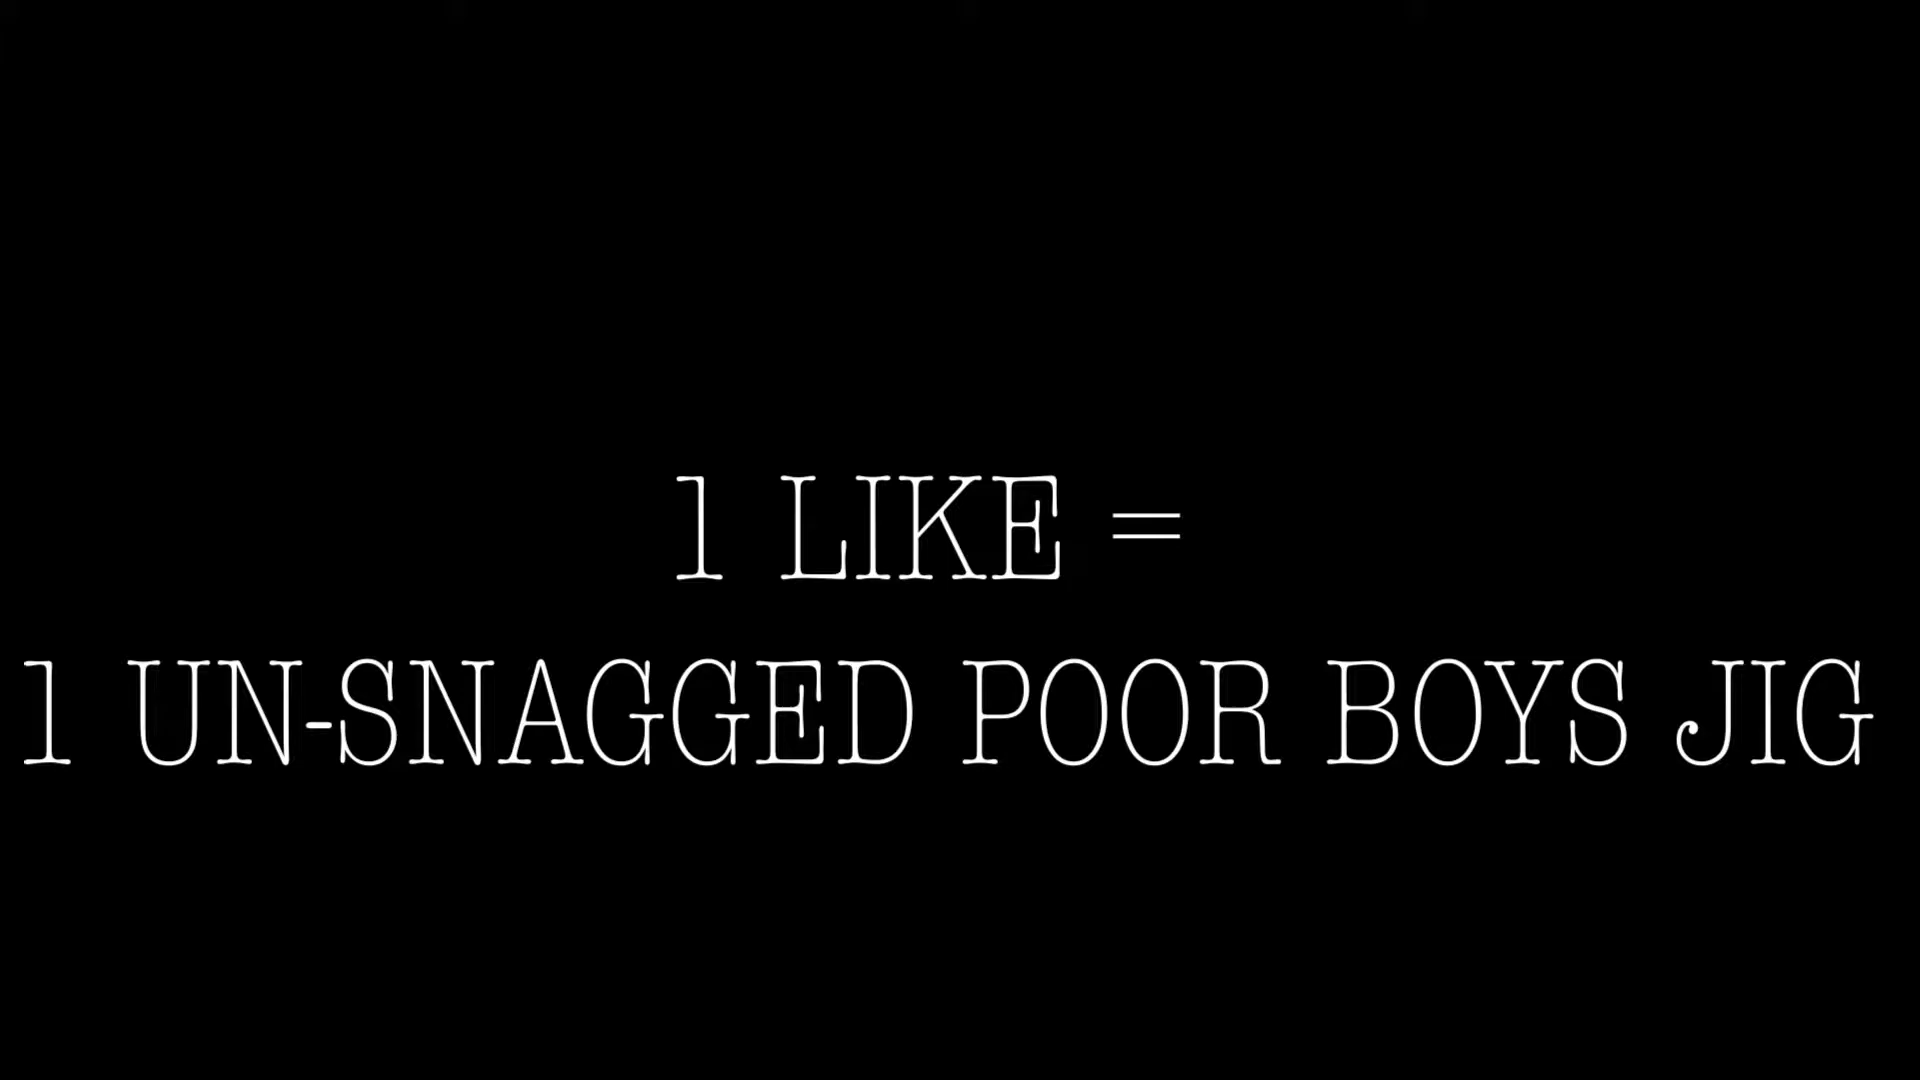 1 LIKE =
1 UN-SNAGGED POOR BOYS JIG